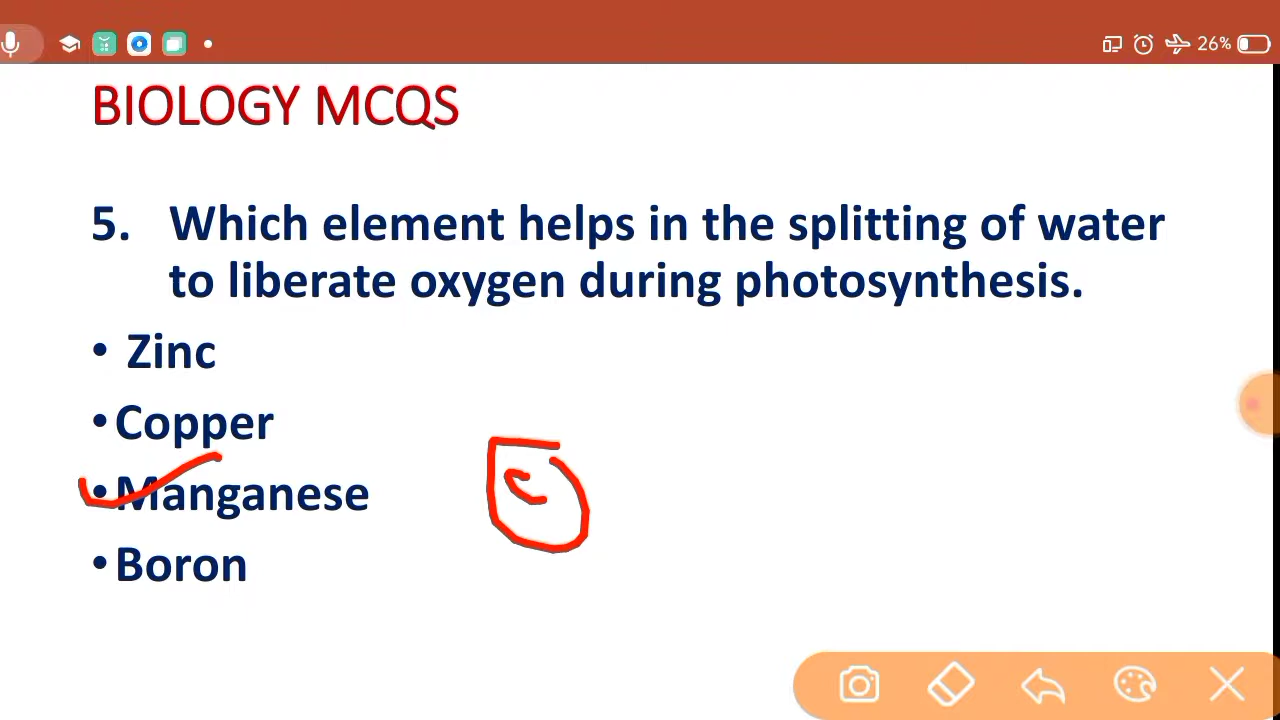 26%
BIOLOGY MCQS
5. Which element helps in the splitting of water
to liberate oxygen during photosynthesis.
• Zinc
• Copper
• Manganese
• Boron
c